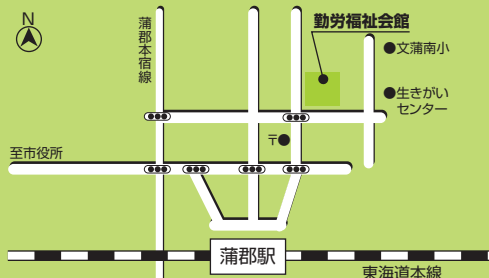 N
蒲郡本宿線
勤労福祉会館
●文蒲南小
●生きがい
センター
〒●
至市役所
蒲郡駅
東海道本線